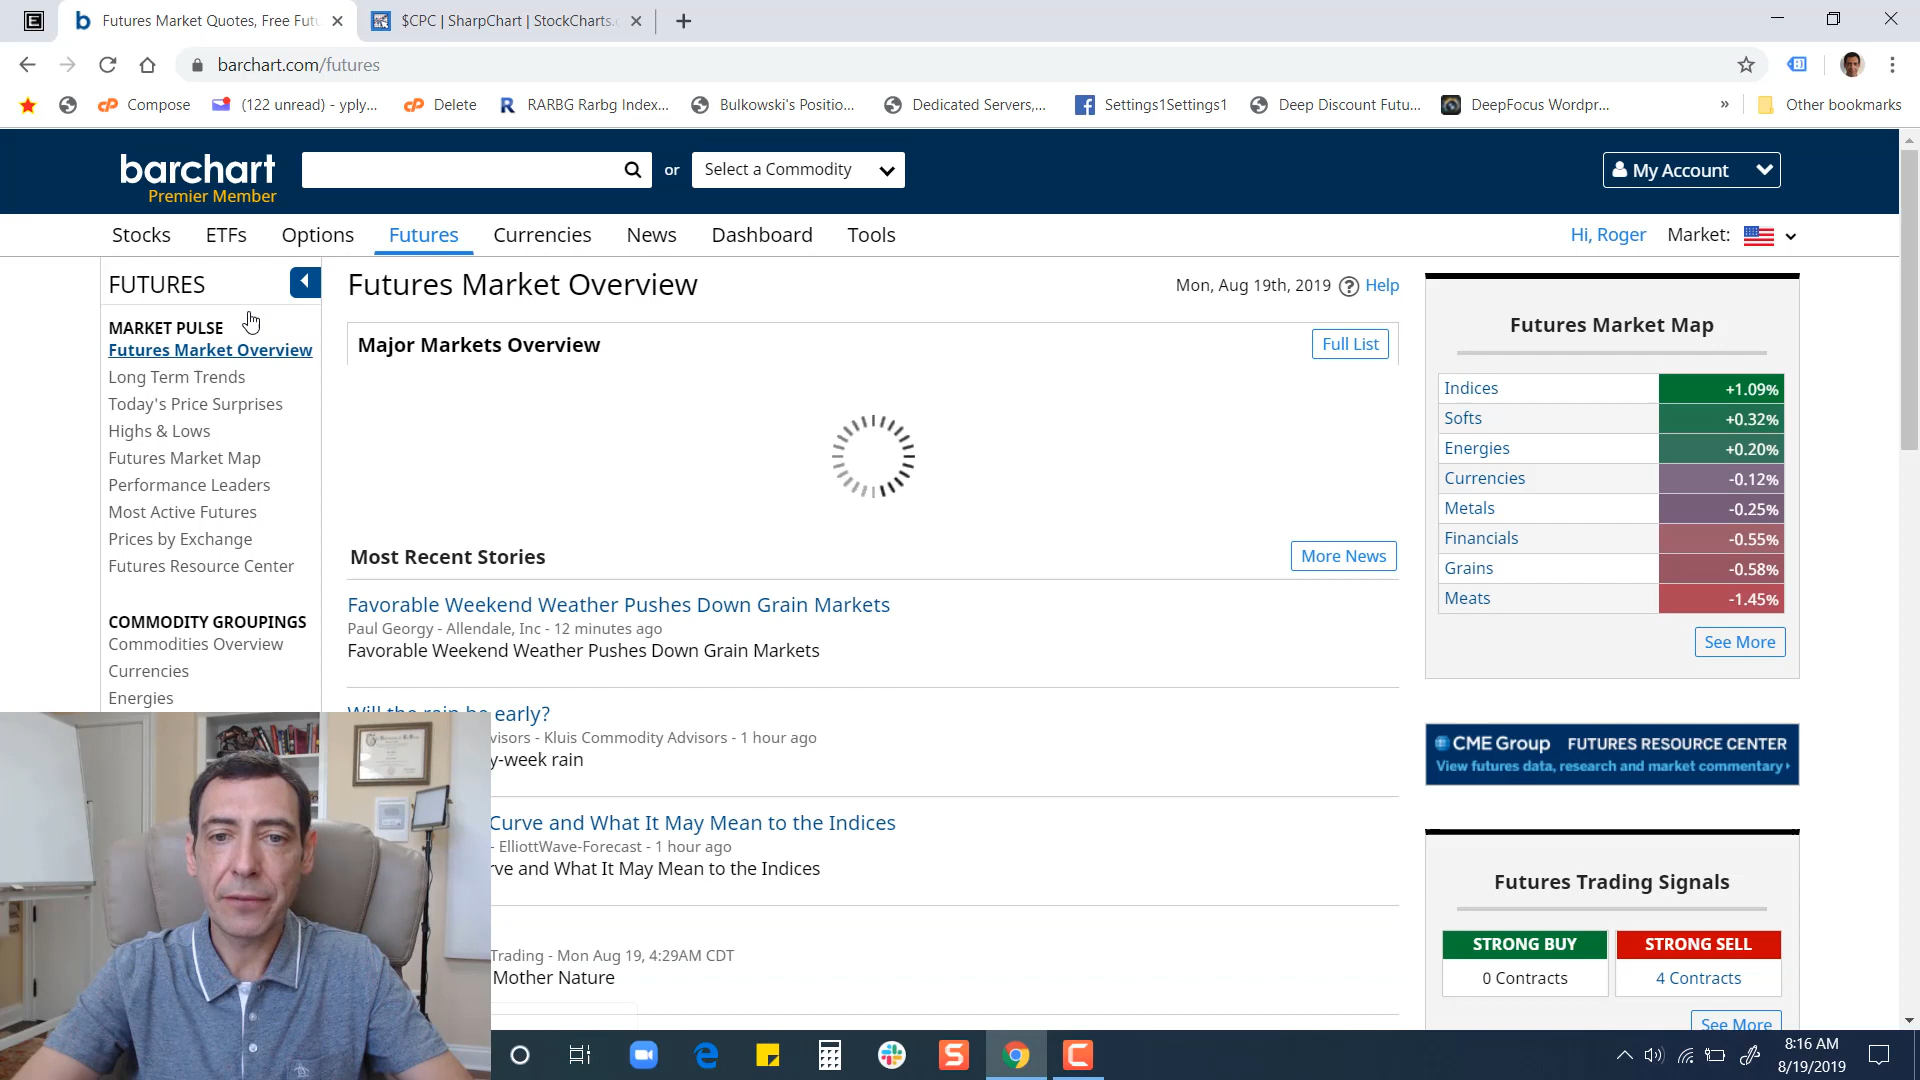 Futures Market Quotes, Free Futu
$CPC | SharpChart | StockCharts.c
barchart.com/futures
Compose
(122 unread) - yply...
Delete
RARBG Rarbg Index...
Bulkowski's Positio...
Dedicated Servers,...
Settings1Settings1
Deep Discount Futu...
DeepFocus Wordpr...
»
Other bookmarks
barchart
Premier Member
or
Select a Commodity
My Account
Stocks
ETFs
Options
Futures
Currencies
News
Dashboard
Tools
Hi, Roger
Market:
FUTURES
MARKET PULSE
Futures Market Overview
Long Term Trends
Today's Price Surprises
Highs & Lows
Futures Market Map
Performance Leaders
Most Active Futures
Prices by Exchange
Futures Resource Center
COMMODITY GROUPINGS
Commodities Overview
Currencies
Energies
Futures Market Overview
Mon, Aug 19th, 2019
? Help
Major Markets Overview
Full List
Most Recent Stories
More News
Favorable Weekend Weather Pushes Down Grain Markets
Paul Georgy - Allendale, Inc - 12 minutes ago
Favorable Weekend Weather Pushes Down Grain Markets
Will the rain be early?
visors - Kluis Commodity Advisors - 1 hour ago
y-week rain
Curve and What It May Mean to the Indices
- ElliottWave-Forecast - 1 hour ago
rve and What It May Mean to the Indices
Trading - Mon Aug 19, 4:29AM CDT
Mother Nature
Futures Market Map
Indices +1.09%
Softs +0.32%
Energies +0.20%
Currencies -0.12%
Metals -0.25%
Financials -0.55%
Grains -0.58%
Meats -1.45%
See More
CME Group FUTURES RESOURCE CENTER
View futures data, research and market commentary
Futures Trading Signals
STRONG BUY
0 Contracts
STRONG SELL
4 Contracts
See More
8:16 AM
8/19/2019